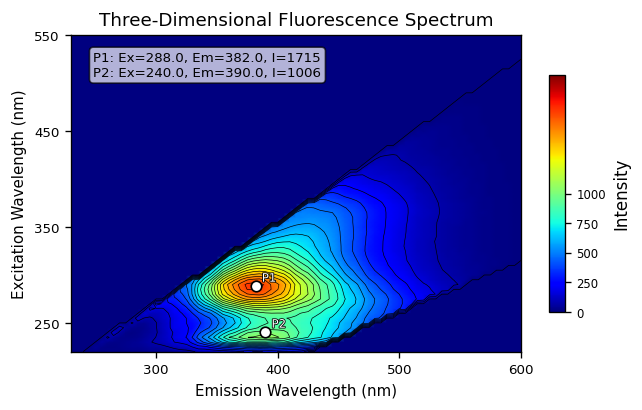 Three-Dimensional Fluorescence Spectrum
P1: Ex=288.0, Em=382.0, I=1715
P2: Ex=240.0, Em=390.0, I=1006
Excitation Wavelength (nm)
550
450
350
250
P1
P2
300
400
500
600
Emission Wavelength (nm)
1000
750
500
250
0
Intensity